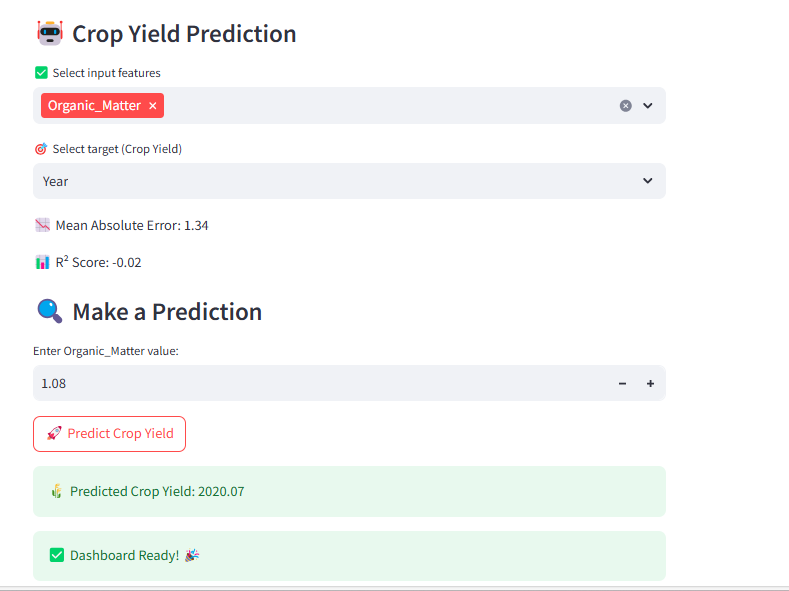 Crop Yield Prediction
Select input features
Organic_Matter ×
Select target (Crop Yield)
Year
Mean Absolute Error: 1.34
R² Score: -0.02
Make a Prediction
Enter Organic_Matter value:
1.08
Predict Crop Yield
Predicted Crop Yield: 2020.07
Dashboard Ready!